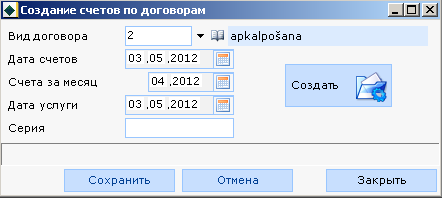 Создание счетов по договорам
Вид договора 2 apkalpošana
Дата счетов 03 ,05 ,2012
Счета за месяц 04 ,2012
Создать
Дата услуги 03 ,05 ,2012
Серия
Сохранить Отмена Закрыть